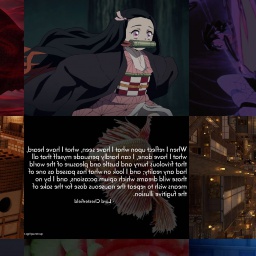 When I reflect upon what I have seen, what I have heard,
what I have done, I can hardly persuade myself that all
that frivolous hurry and bustle and pleasure of the world
had any reality; and I look on what has passed as one of
those wild dreams which opium occasions, and I by no
means wish to repeat the nauseous dose for the sake of
the fugitive illusion.
Lord Chesterfield